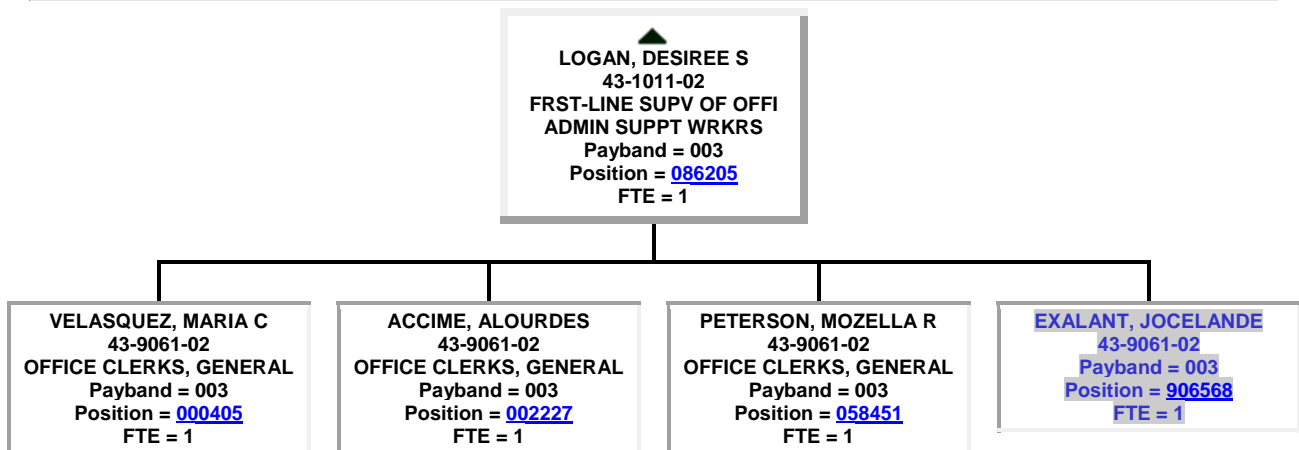 LOGAN, DESIREE S
43-1011-02
FRST-LINE SUPV OF OFFI
ADMIN SUPPT WRKRS
Payband = 003
Position = 086205
FTE = 1
VELASQUEZ, MARIA C
43-9061-02
OFFICE CLERKS, GENERAL
Payband = 003
Position = 000405
FTE = 1
ACCIME, ALOURDES
43-9061-02
OFFICE CLERKS, GENERAL
Payband = 003
Position = 002227
FTE = 1
PETERSON, MOZELLA R
43-9061-02
OFFICE CLERKS, GENERAL
Payband = 003
Position = 058451
FTE = 1
EXALANT, JOCELANDE
43-9061-02
Payband = 003
Position = 906568
FTE = 1